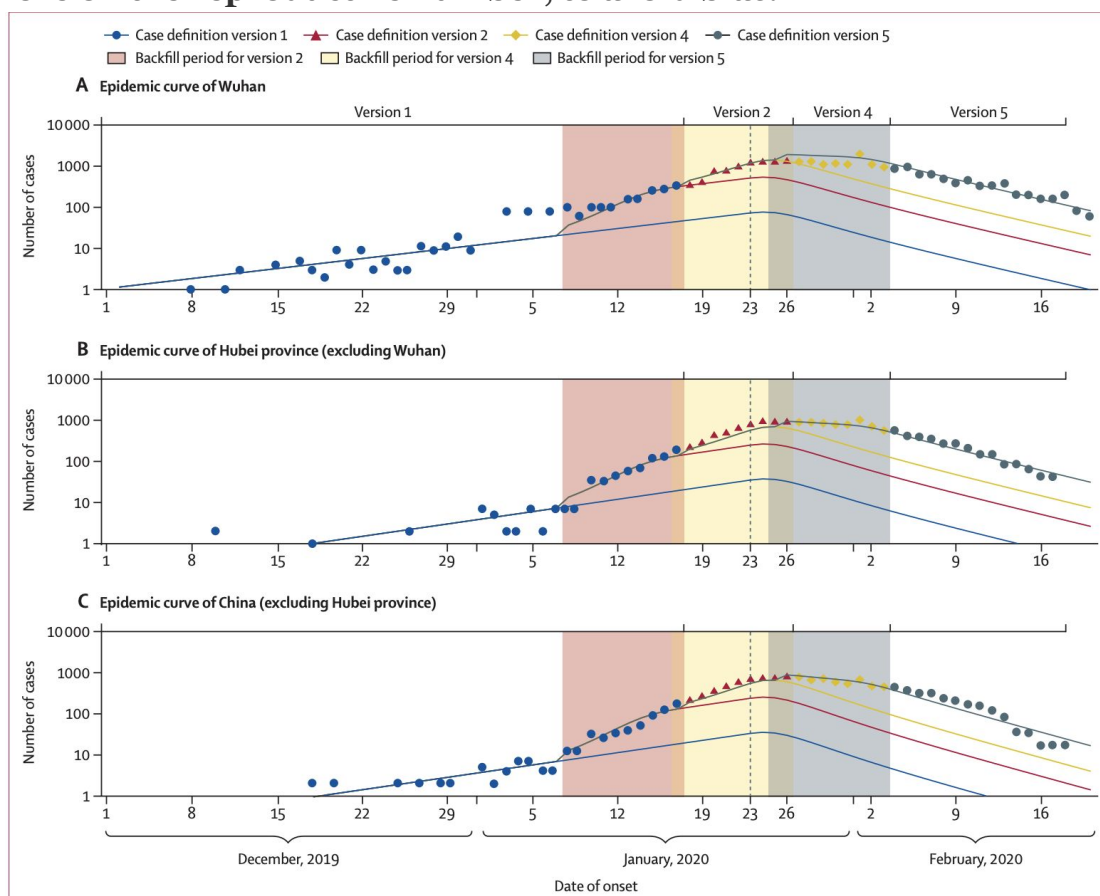 Case definition version 1 Case definition version 2 Case definition version 4 Case definition version 5
Backfill period for version 2 Backfill period for version 4 Backfill period for version 5
A Epidemic curve of Wuhan
Version 1 Version 2 Version 4 Version 5
10 000
1000
100
10
1
Number of cases
1 8 15 22 29 5 12 19 23 26 2 9 16
B Epidemic curve of Hubei province (excluding Wuhan)
10 000
1000
100
10
1
Number of cases
1 8 15 22 29 5 12 19 23 26 2 9 16
C Epidemic curve of China (excluding Hubei province)
10 000
1000
100
10
1
Number of cases
1 8 15 22 29 5 12 19 23 26 2 9 16
December, 2019 January, 2020 February, 2020
Date of onset